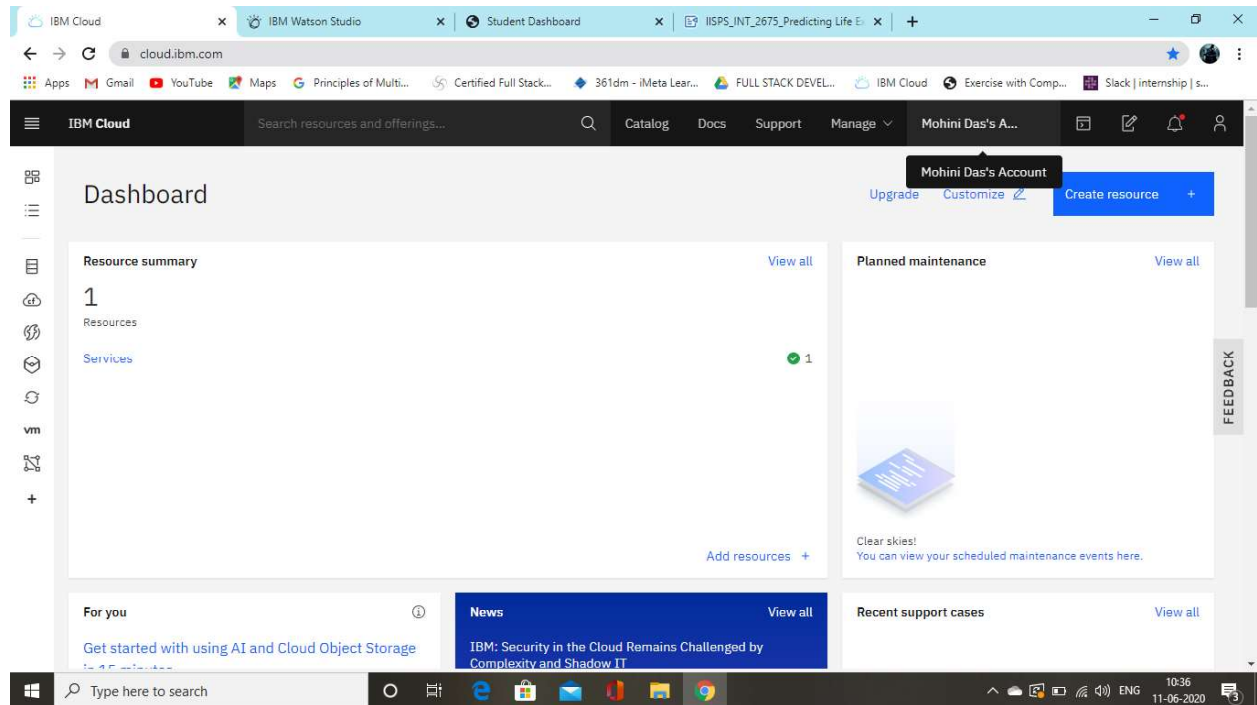 IBM Cloud
IBM Watson Studio
Student Dashboard
IISPS_INT_2675_Predicting Life E
cloud.ibm.com
Apps
Gmail
YouTube
Maps
Principles of Multi...
Certified Full Stack...
361dm - iMeta Lear...
FULL STACK DEVEL...
IBM Cloud
Exercise with Comp...
Slack | internship | s...
IBM Cloud
Search resources and offerings...
Catalog
Docs
Support
Manage
Mohini Das's A...
Mohini Das's Account
Dashboard
Upgrade
Customize
Create resource +
Resource summary
View all
1
Resources
Services
1
Add resources +
Planned maintenance
View all
Clear skies!
You can view your scheduled maintenance events here.
cf
vm
FEEDBACK
For you
Get started with using AI and Cloud Object Storage
in 15 minutes
News
View all
IBM: Security in the Cloud Remains Challenged by
Complexity and Shadow IT
Recent support cases
View all
Type here to search
ENG
10:36
11-06-2020
3